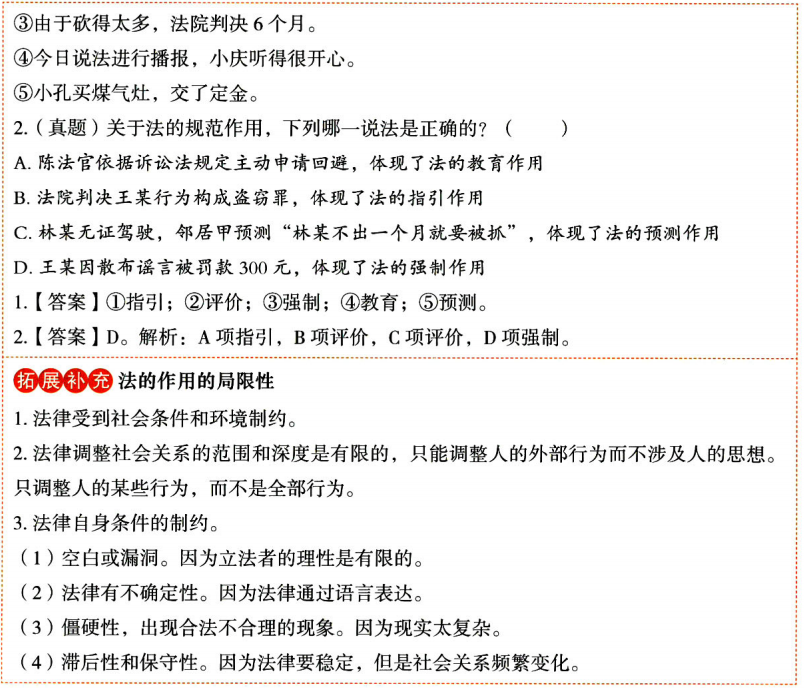 ③由于砍得太多，法院判决 6 个月。
④今日说法进行播报，小庆听得很开心。
⑤小孔买煤气灶，交了定金。
2.（真题）关于法的规范作用，下列哪一说法是正确的？（　　）
A. 陈法官依据诉讼法规定主动申请回避，体现了法的教育作用
B. 法院判决王某行为构成盗窃罪，体现了法的指引作用
C. 林某无证驾驶，邻居甲预测“林某不出一个月就要被抓”，体现了法的预测作用
D. 王某因散布谣言被罚款 300 元，体现了法的强制作用
1.【答案】①指引；②评价；③强制；④教育；⑤预测。
2.【答案】D。解析：A 项指引，B 项评价，C 项评价，D 项强制。
拓展补充 法的作用的局限性
1. 法律受到社会条件和环境制约。
2. 法律调整社会关系的范围和深度是有限的，只能调整人的外部行为而不涉及人的思想。
只调整人的某些行为，而不是全部行为。
3. 法律自身条件的制约。
（1）空白或漏洞。因为立法者的理性是有限的。
（2）法律有不确定性。因为法律通过语言表达。
（3）僵硬性，出现合法不合理的现象。因为现实太复杂。
（4）滞后性和保守性。因为法律要稳定，但是社会关系频繁变化。